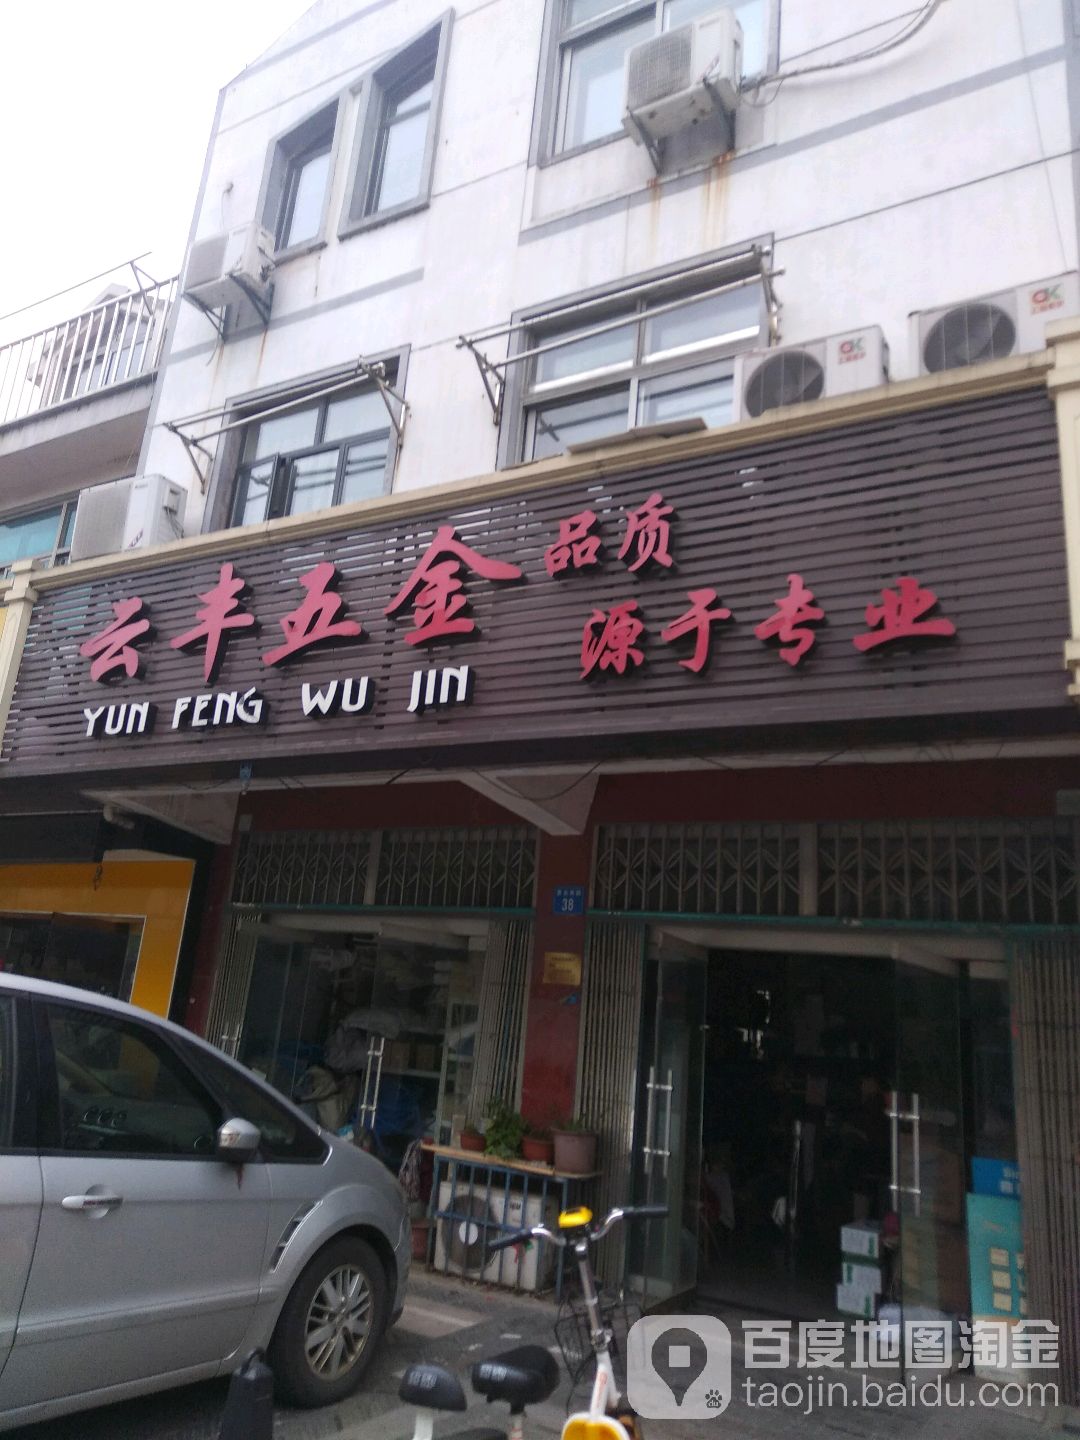 云丰五金
品质
源于专业
YUN FENG WU JIN
38
百度地图淘金
taojin.baidu.com